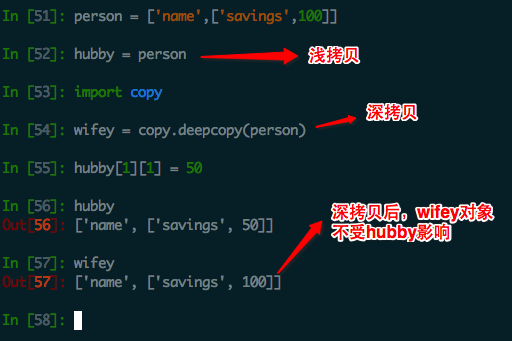 In [51]: person = ['name',['savings',100]]
In [52]: hubby = person
浅拷贝
In [53]: import copy
深拷贝
In [54]: wifey = copy.deepcopy(person)
In [55]: hubby[1][1] = 50
In [56]: hubby
Out[56]: ['name', ['savings', 50]]
深拷贝后，wifey对象
不受hubby影响
In [57]: wifey
Out[57]: ['name', ['savings', 100]]
In [58]: